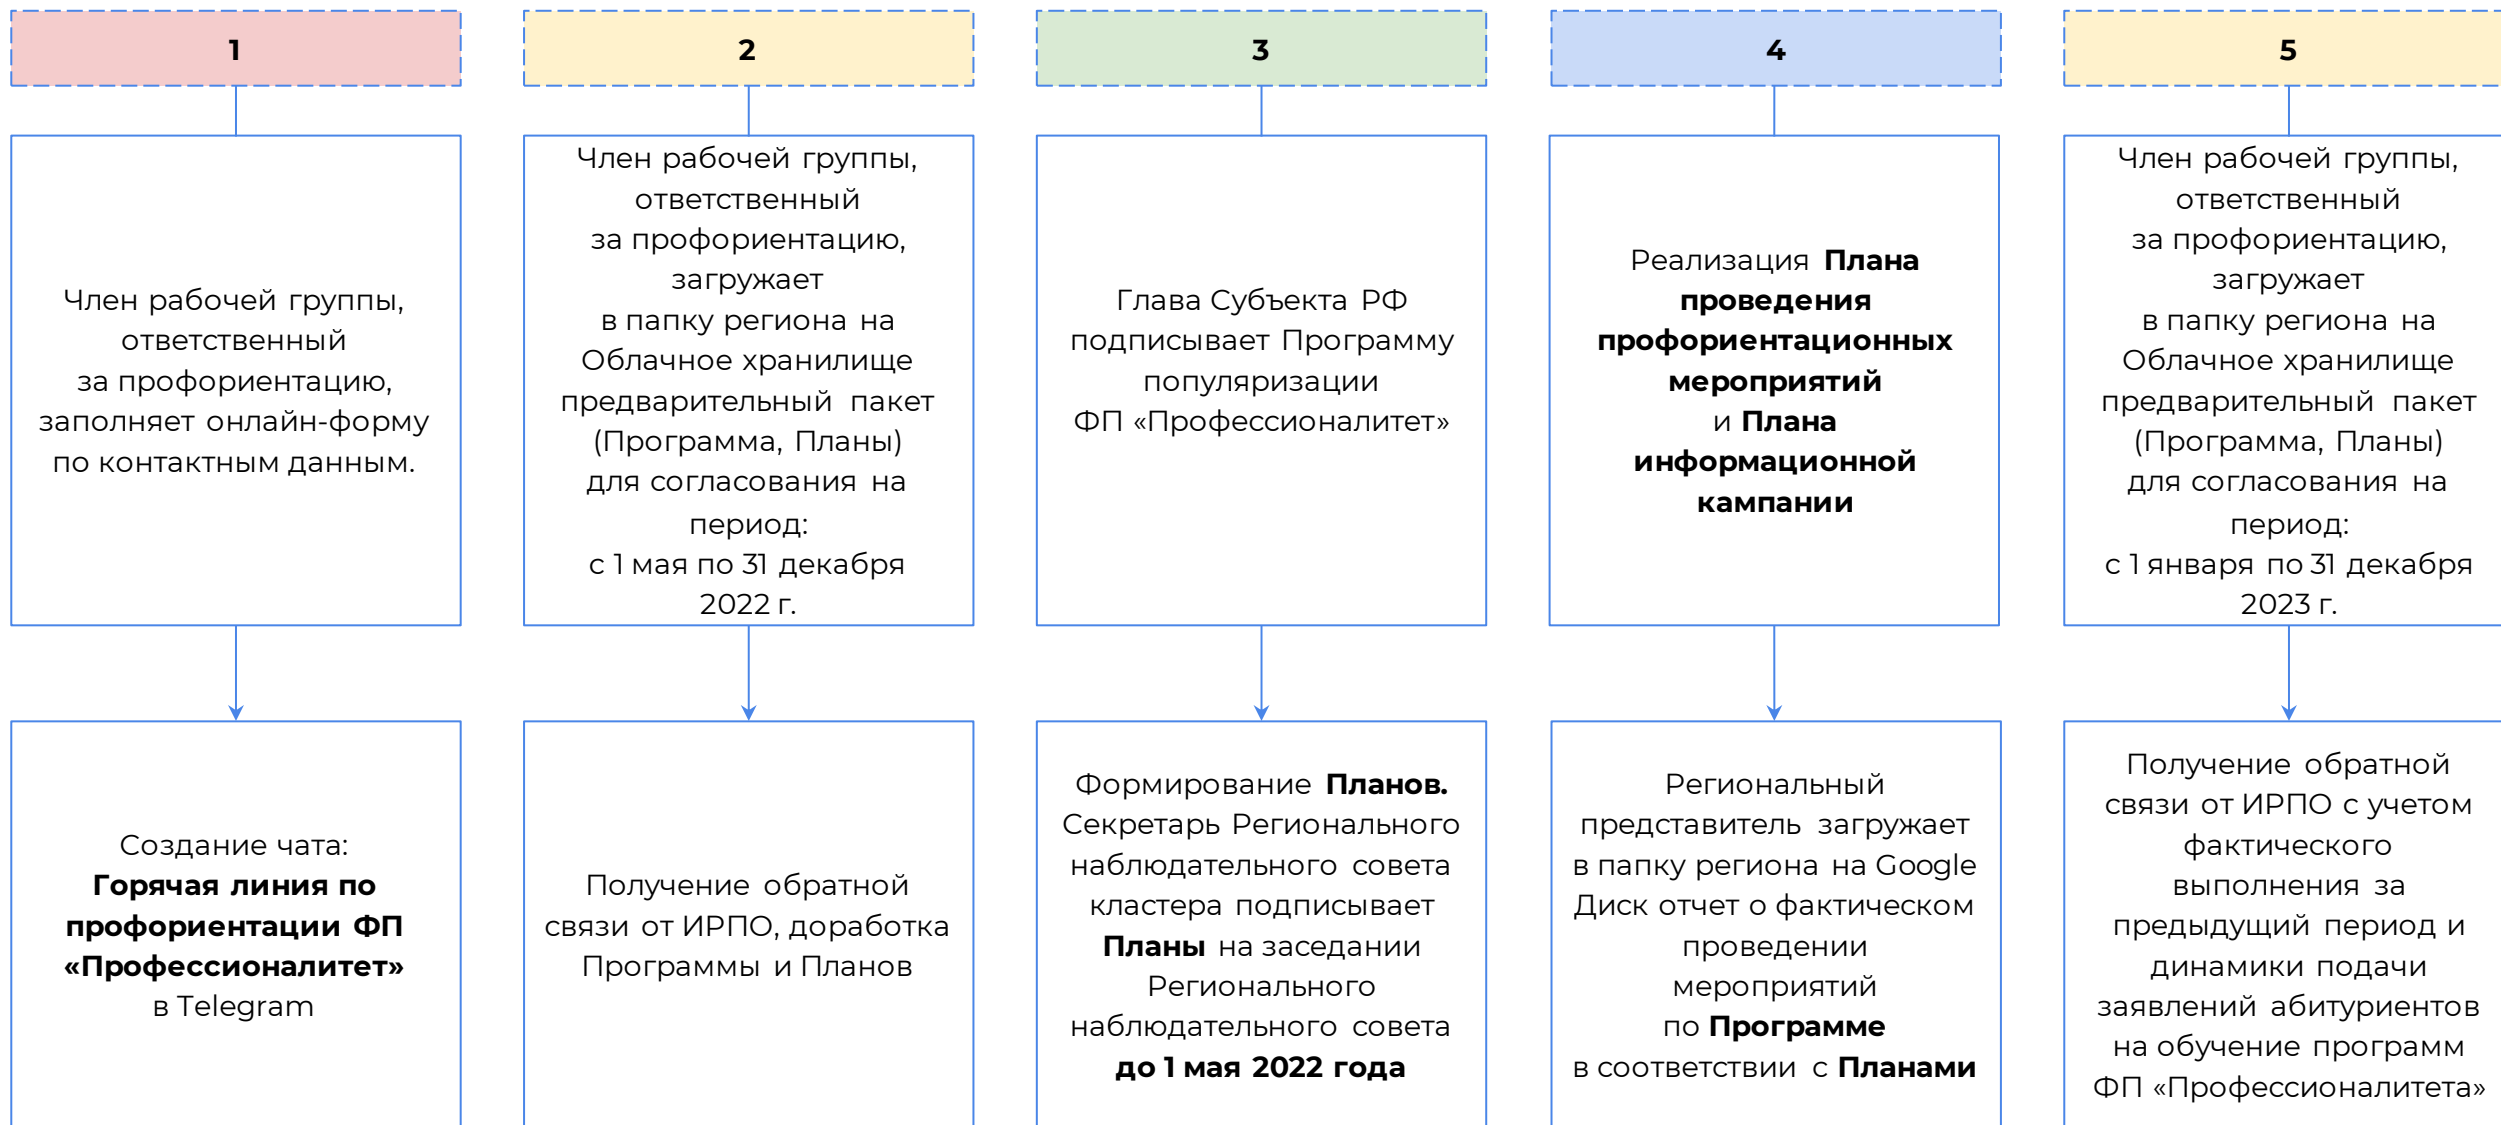 1
Член рабочей группы,
ответственный
за профориентацию,
заполняет онлайн-форму
по контактным данным.
Создание чата:
Горячая линия по
профориентации ФП
«Профессионалитет»
в Telegram
2
Член рабочей группы,
ответственный
за профориентацию,
загружает
в папку региона на
Облачное хранилище
предварительный пакет
(Программа, Планы)
для согласования на
период:
с 1 мая по 31 декабря
2022 г.
Получение обратной
связи от ИРПО, доработка
Программы и Планов
3
Глава Субъекта РФ
подписывает Программу
популяризации
ФП «Профессионалитет»
Формирование Планов.
Секретарь Регионального
наблюдательного совета
кластера подписывает
Планы на заседании
Регионального
наблюдательного совета
до 1 мая 2022 года
4
Реализация Плана
проведения
профориентационных
мероприятий
и Плана
информационной
кампании
Региональный
представитель загружает
в папку региона на Google
Диск отчет о фактическом
проведении
мероприятий
по Программе
в соответствии с Планами
5
Член рабочей группы,
ответственный
за профориентацию,
загружает
в папку региона на
Облачное хранилище
предварительный пакет
(Программа, Планы)
для согласования на
период:
с 1 января по 31 декабря
2023 г.
Получение обратной
связи от ИРПО с учетом
фактического
выполнения за
предыдущий период и
динамики подачи
заявлений абитуриентов
на обучение программ
ФП «Профессионалитета»